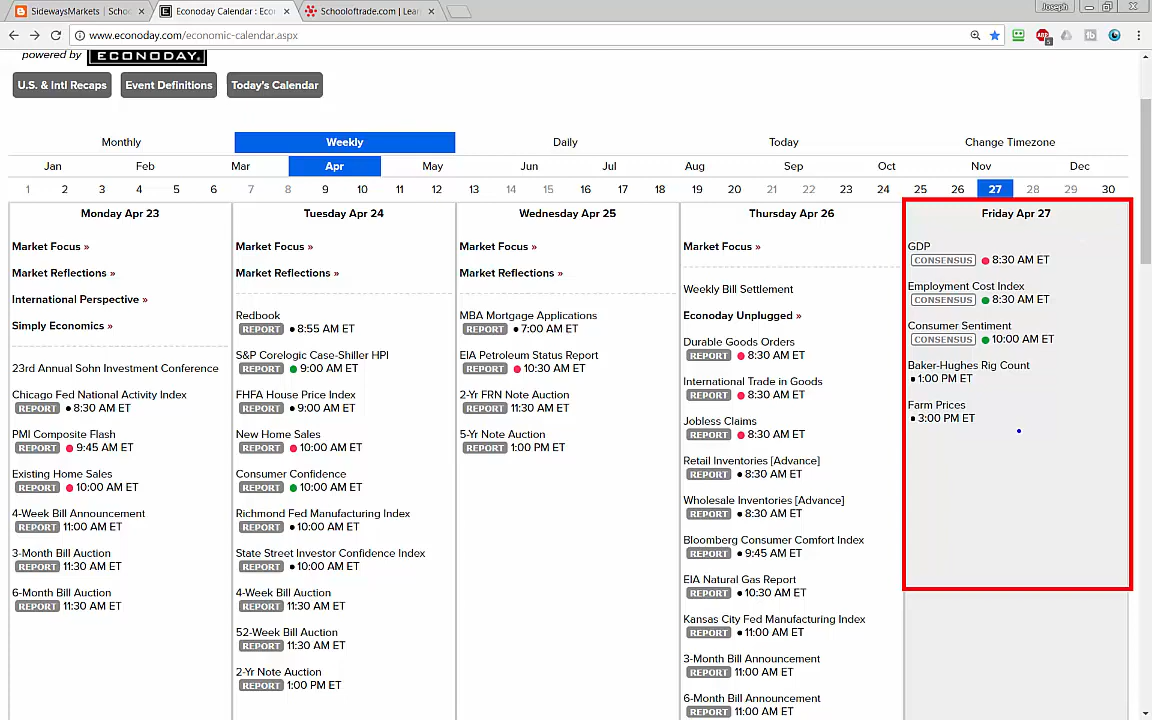 SidewaysMarkets | Schoo
Econoday Calendar : Eco
Schooloftrade.com | Lear
Joseph
www.econoday.com/economic-calendar.aspx
powered by ECONODAY.
U.S. & Intl Recaps Event Definitions Today's Calendar
Monthly Weekly Daily Today Change Timezone
Jan Feb Mar Apr May Jun Jul Aug Sep Oct Nov Dec
1 2 3 4 5 6 7 8 9 10 11 12 13 14 15 16 17 18 19 20 21 22 23 24 25 26 27 28 29 30
Monday Apr 23
Market Focus »
Market Reflections »
International Perspective »
Simply Economics »
23rd Annual Sohn Investment Conference
Chicago Fed National Activity Index
REPORT 8:30 AM ET
PMI Composite Flash
REPORT 9:45 AM ET
Existing Home Sales
REPORT 10:00 AM ET
4-Week Bill Announcement
REPORT 11:00 AM ET
3-Month Bill Auction
REPORT 11:30 AM ET
6-Month Bill Auction
REPORT 11:30 AM ET
Tuesday Apr 24
Market Focus »
Market Reflections »
Redbook
REPORT 8:55 AM ET
S&P Corelogic Case-Shiller HPI
REPORT 9:00 AM ET
FHFA House Price Index
REPORT 9:00 AM ET
New Home Sales
REPORT 10:00 AM ET
Consumer Confidence
REPORT 10:00 AM ET
Richmond Fed Manufacturing Index
REPORT 10:00 AM ET
State Street Investor Confidence Index
REPORT 10:00 AM ET
4-Week Bill Auction
REPORT 11:30 AM ET
52-Week Bill Auction
REPORT 11:30 AM ET
2-Yr Note Auction
REPORT 1:00 PM ET
Wednesday Apr 25
Market Focus »
Market Reflections »
MBA Mortgage Applications
REPORT 7:00 AM ET
EIA Petroleum Status Report
REPORT 10:30 AM ET
2-Yr FRN Note Auction
REPORT 11:30 AM ET
5-Yr Note Auction
REPORT 1:00 PM ET
Thursday Apr 26
Market Focus »
Weekly Bill Settlement
Econoday Unplugged »
Durable Goods Orders
REPORT 8:30 AM ET
International Trade in Goods
REPORT 8:30 AM ET
Jobless Claims
REPORT 8:30 AM ET
Retail Inventories [Advance]
REPORT 8:30 AM ET
Wholesale Inventories [Advance]
REPORT 8:30 AM ET
Bloomberg Consumer Comfort Index
REPORT 9:45 AM ET
EIA Natural Gas Report
REPORT 10:30 AM ET
Kansas City Fed Manufacturing Index
REPORT 11:00 AM ET
3-Month Bill Announcement
REPORT 11:00 AM ET
6-Month Bill Announcement
REPORT 11:00 AM ET
Friday Apr 27
GDP
CONSENSUS 8:30 AM ET
Employment Cost Index
CONSENSUS 8:30 AM ET
Consumer Sentiment
CONSENSUS 10:00 AM ET
Baker-Hughes Rig Count
1:00 PM ET
Farm Prices
3:00 PM ET